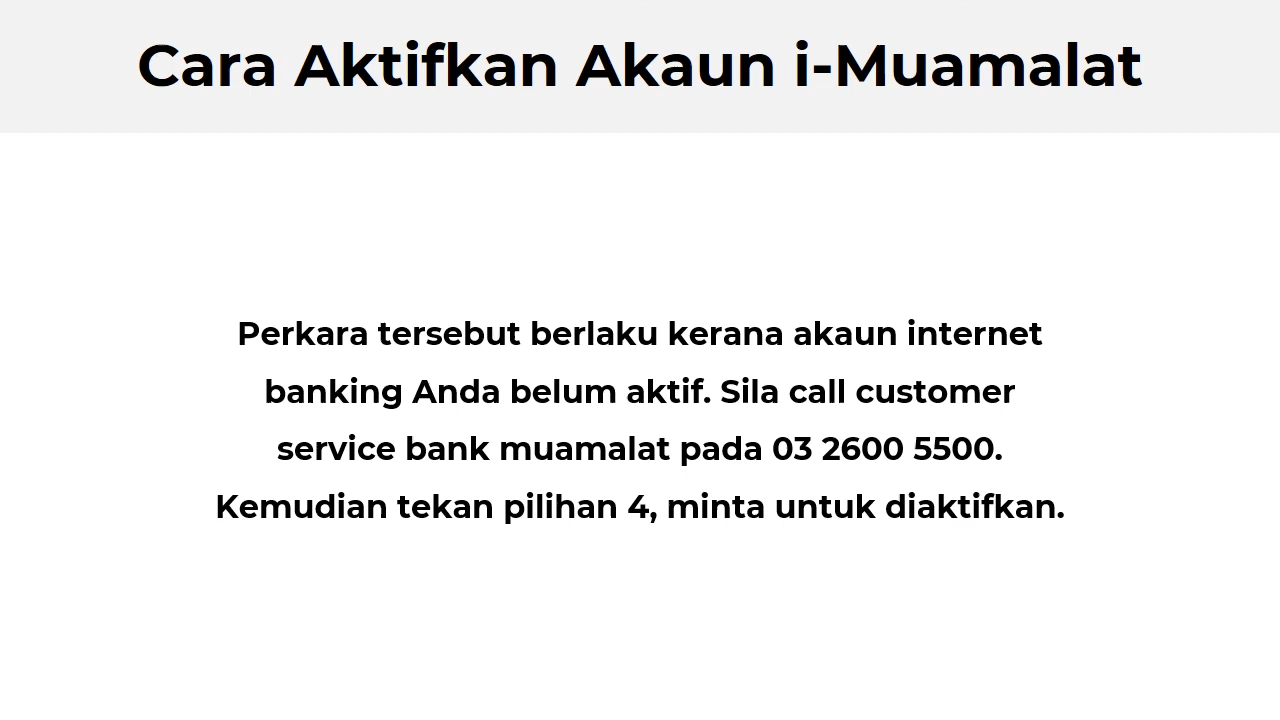 Cara Aktifkan Akaun i-Muamalat
Perkara tersebut berlaku kerana akaun internet
banking Anda belum aktif. Sila call customer
service bank muamalat pada 03 2600 5500.
Kemudian tekan pilihan 4, minta untuk diaktifkan.